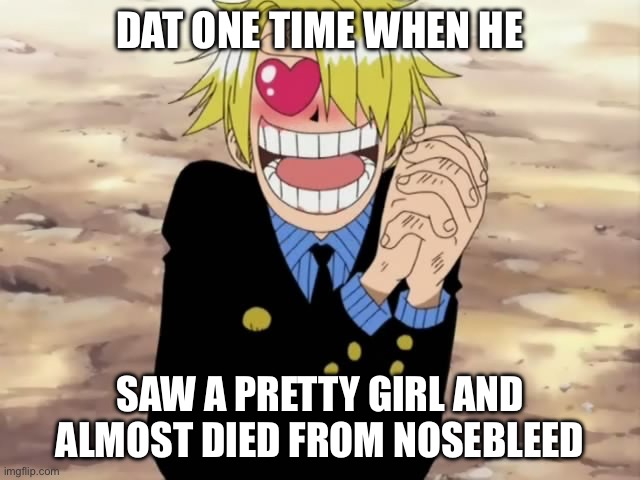 DAT ONE TIME WHEN HE
SAW A PRETTY GIRL AND
ALMOST DIED FROM NOSEBLEED
imgflip.com